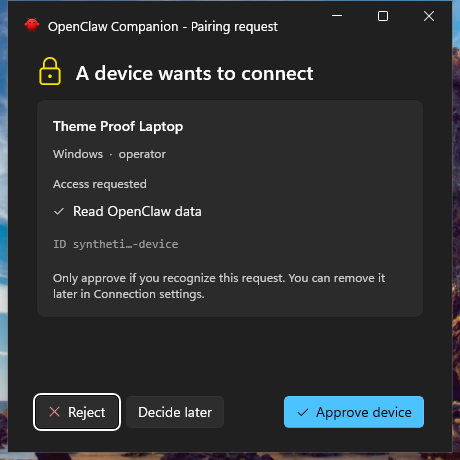 OpenClaw Companion - Pairing request
A device wants to connect
Theme Proof Laptop
Windows · operator
Access requested
Read OpenClaw data
ID syntheti…-device
Only approve if you recognize this request. You can remove it
later in Connection settings.
Reject
Decide later
Approve device